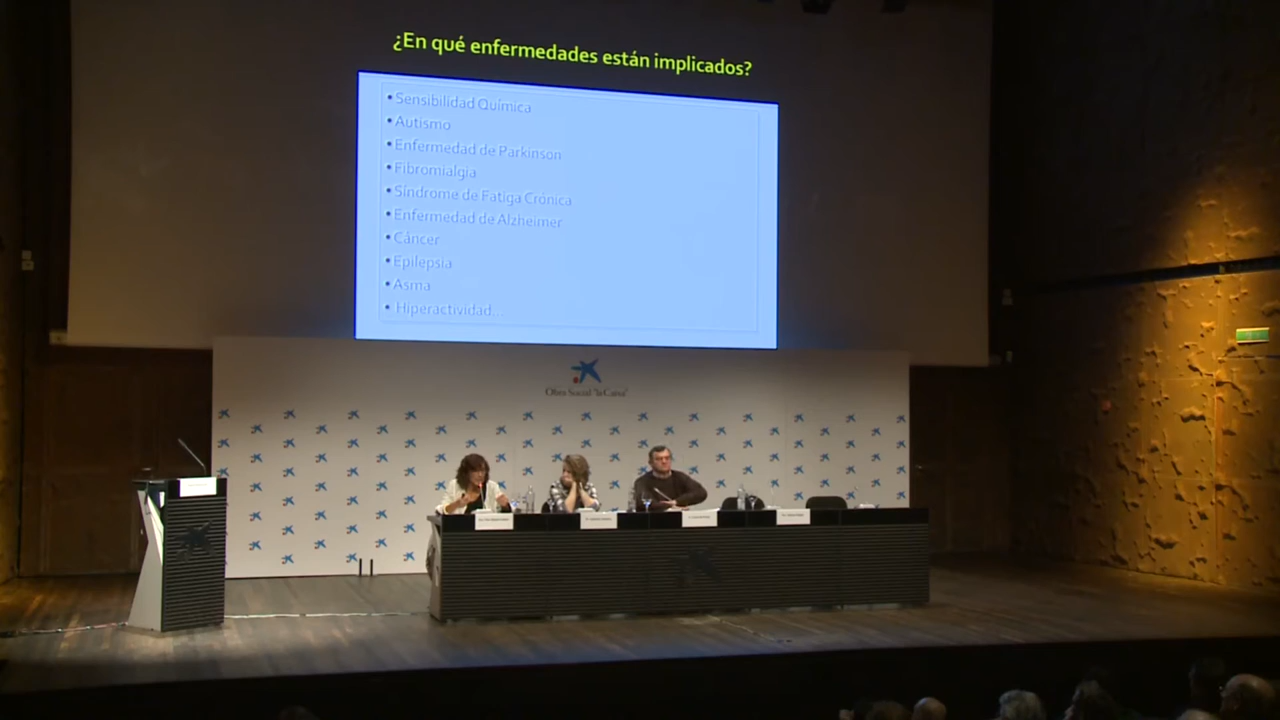 ¿En qué enfermedades están implicados?
• Sensibilidad Química
• Autismo
• Enfermedad de Parkinson
• Fibromialgia
• Síndrome de Fatiga Crónica
• Enfermedad de Alzheimer
• Cáncer
• Epilepsia
• Asma
• Hiperactividad...
Obra Social "la Caixa"